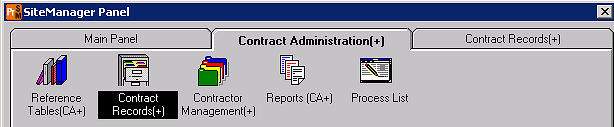 SiteManager Panel
Main Panel Contract Administration(+) Contract Records(+)
Reference Contract Contractor Reports (CA+) Process List
Tables(CA+) Records(+) Management(+)